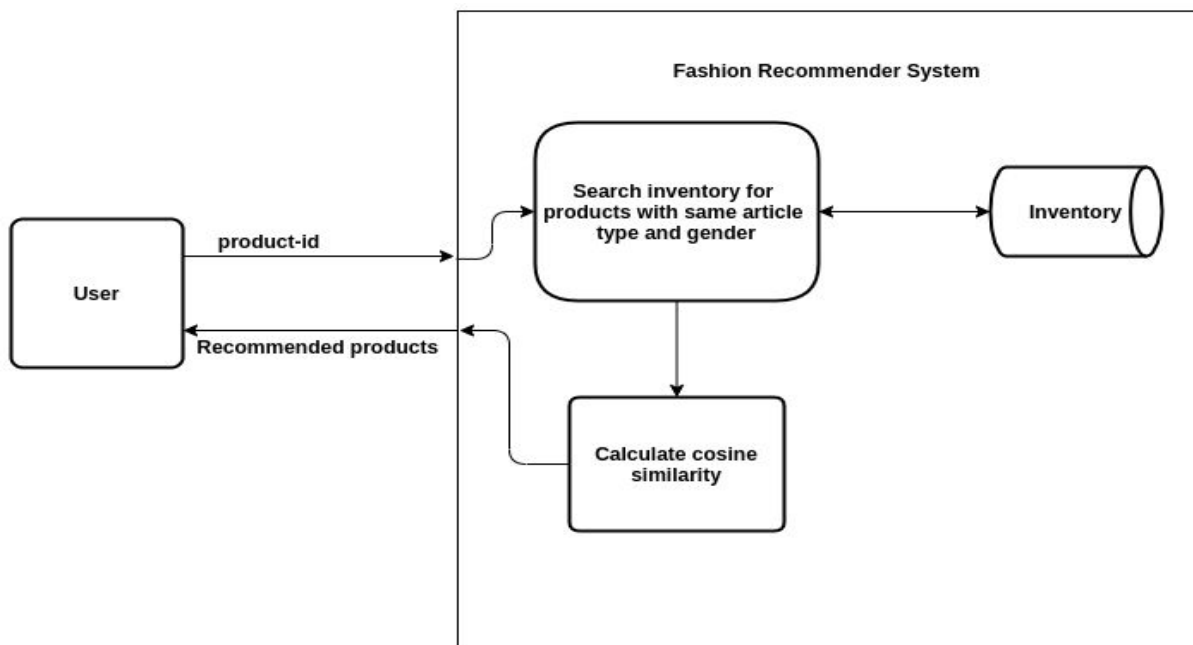 Fashion Recommender System
Search inventory for
products with same article
type and gender
Inventory
product-id
User
Recommended products
Calculate cosine
similarity